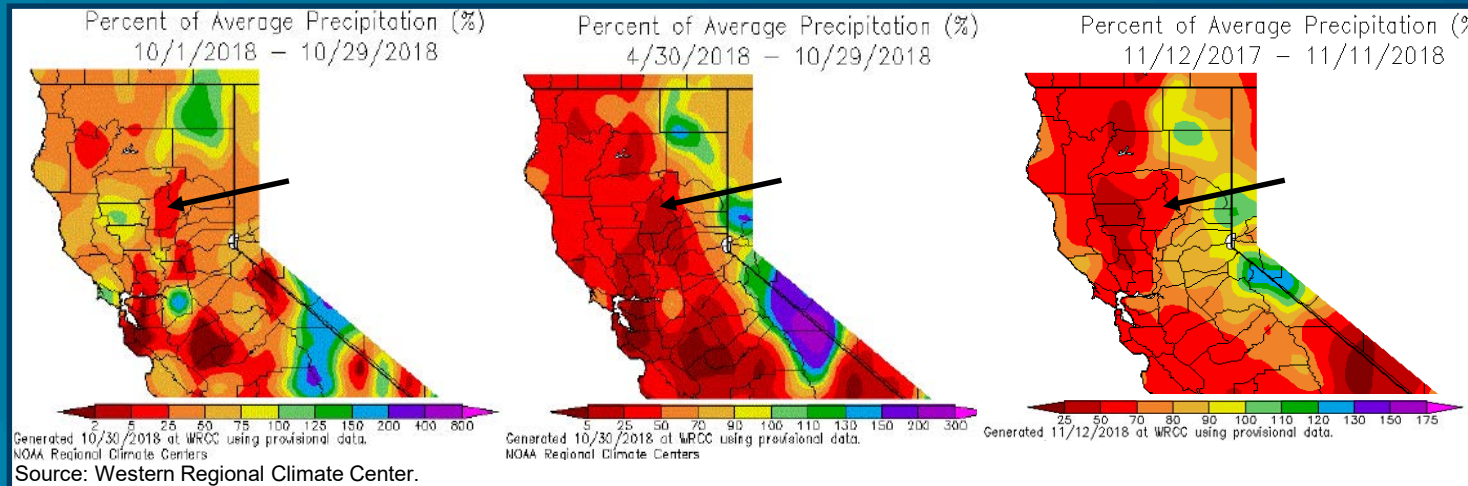 Percent of Average Precipitation (%)
10/1/2018 – 10/29/2018
2 5 25 50 75 100 125 150 200 400 800
Generated 10/30/2018 at WRCC using provisional data.
NOAA Regional Climate Centers
Percent of Average Precipitation (%)
4/30/2018 – 10/29/2018
5 25 50 70 90 100 110 130 150 200 300
Generated 10/30/2018 at WRCC using provisional data.
NOAA Regional Climate Centers
Percent of Average Precipitation (%
11/12/2017 – 11/11/2018
25 50 70 80 90 100 110 120 130 150 175
Generated 11/12/2018 at WRCC using provisional data.
Source: Western Regional Climate Center.